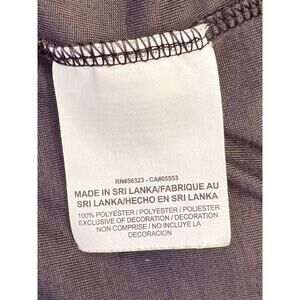 RN#56323 - CA#05553
MADE IN SRI LANKA/FABRIQUE AU
SRI LANKA/HECHO EN SRI LANKA
100% POLYESTER / POLYESTER / POLIESTER
EXCLUSIVE OF DECORATION / DECORATION
NON COMPRISE / NO INCLUYE LA
DECORACION